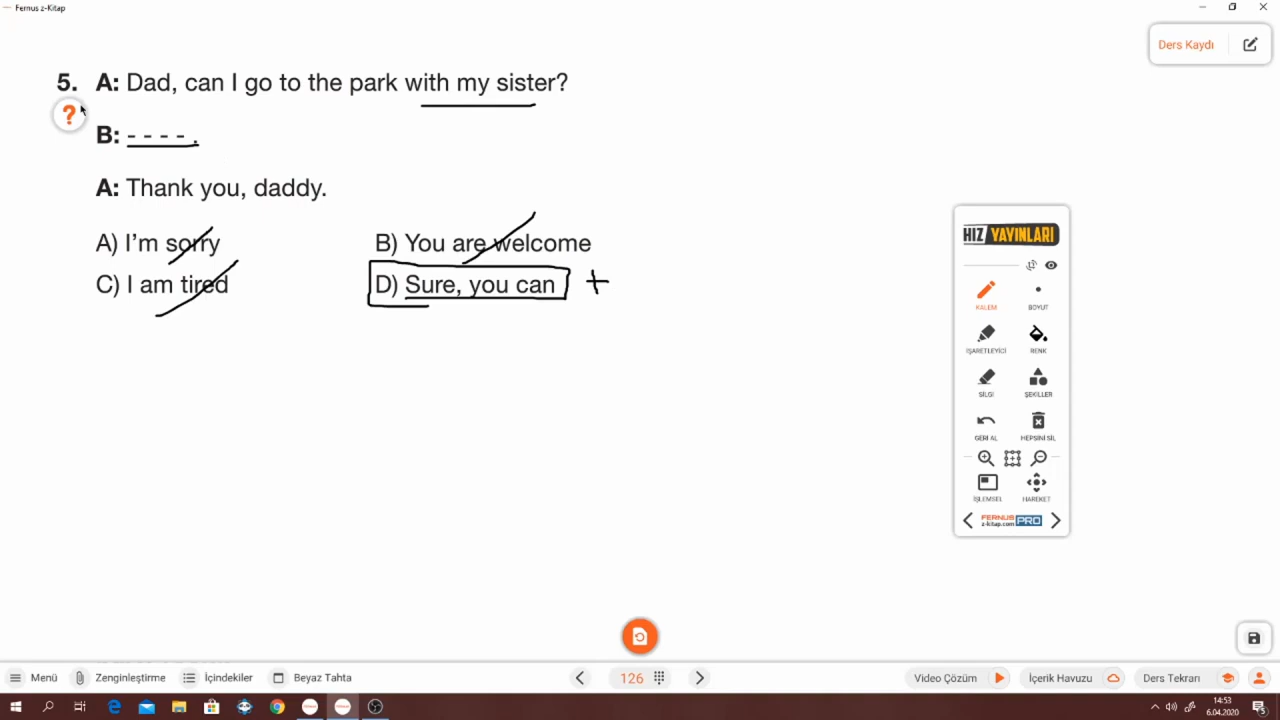 Fernus z-Kitap
Ders Kaydı
5. A: Dad, can I go to the park with my sister?
?
B: - - - - .
A: Thank you, daddy.
A) I'm sorry
B) You are welcome
C) I am tired
D) Sure, you can +
HIZ YAYINLARI
KALEM
BOYUT
İŞARETLEYİCİ
RENK
SİLGİ
ŞEKİLLER
GERİ AL
HEPSİNİ SİL
İŞLEMSEL
HAREKET
FERNUS
z-kitap.com PRO
Menü
Zenginleştirme
İçindekiler
Beyaz Tahta
126
Video Çözüm
İçerik Havuzu
Ders Tekrarı
14:53
6.04.2020